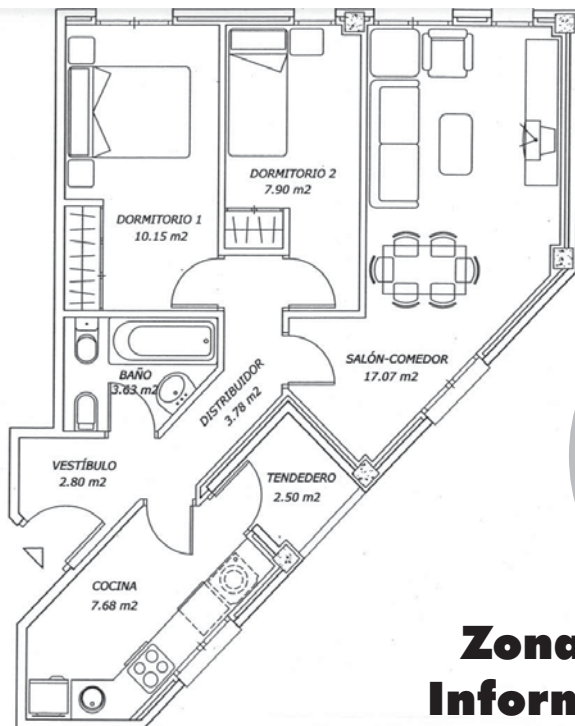 DORMITORIO 2
7.90 m2
DORMITORIO 1
10.15 m2
SALÓN-COMEDOR
17.07 m2
BAÑO
3.63 m2
DISTRIBUIDOR
3.78 m2
VESTÍBULO
2.80 m2
TENDEDERO
2.50 m2
COCINA
7.68 m2
Zona
Inform